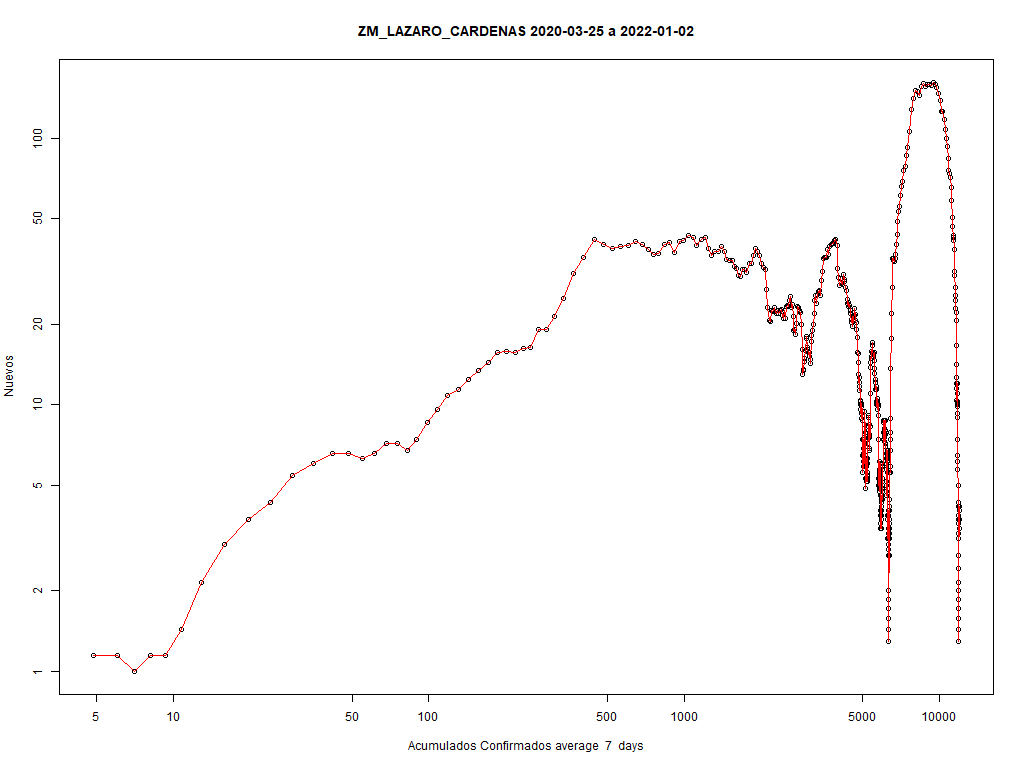 ZM_LAZARO_CARDENAS 2020-03-25 a 2022-01-02
100
50
20
10
5
2
1
Nuevos
5 10 50 100 500 1000 5000 10000
Acumulados Confirmados average 7 days